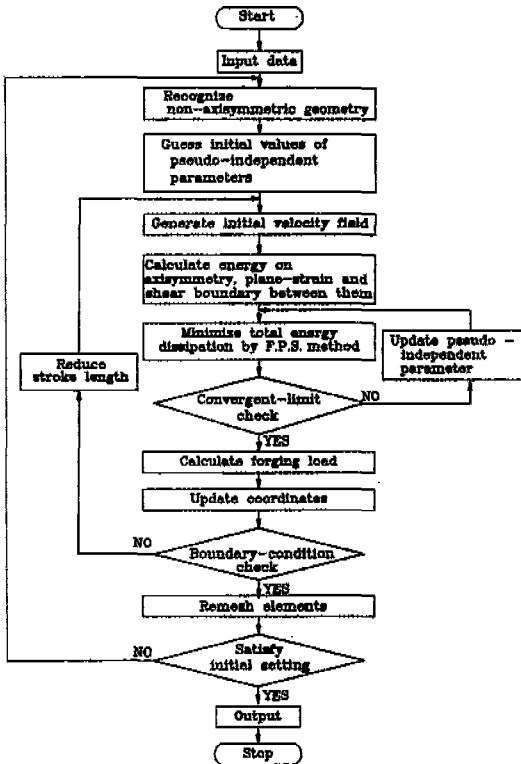 Start
Input data
Recognize
non-axisymmetric geometry
Guess initial values of
pseudo-independent
parameters
Generate initial velocity field
Calculate energy on
axisymmetry, plane-strain and
shear boundary between them
Minimize total energy
dissipation by F.P.S. method
Update pseudo -
independent
parameter
Reduce
stroke length
Convergent-limit
check
NO
YES
Calculate forging load
Update coordinates
NO
Boundary-condition
check
YES
Remesh elements
NO
Satisfy
initial setting
YES
Output
Stop